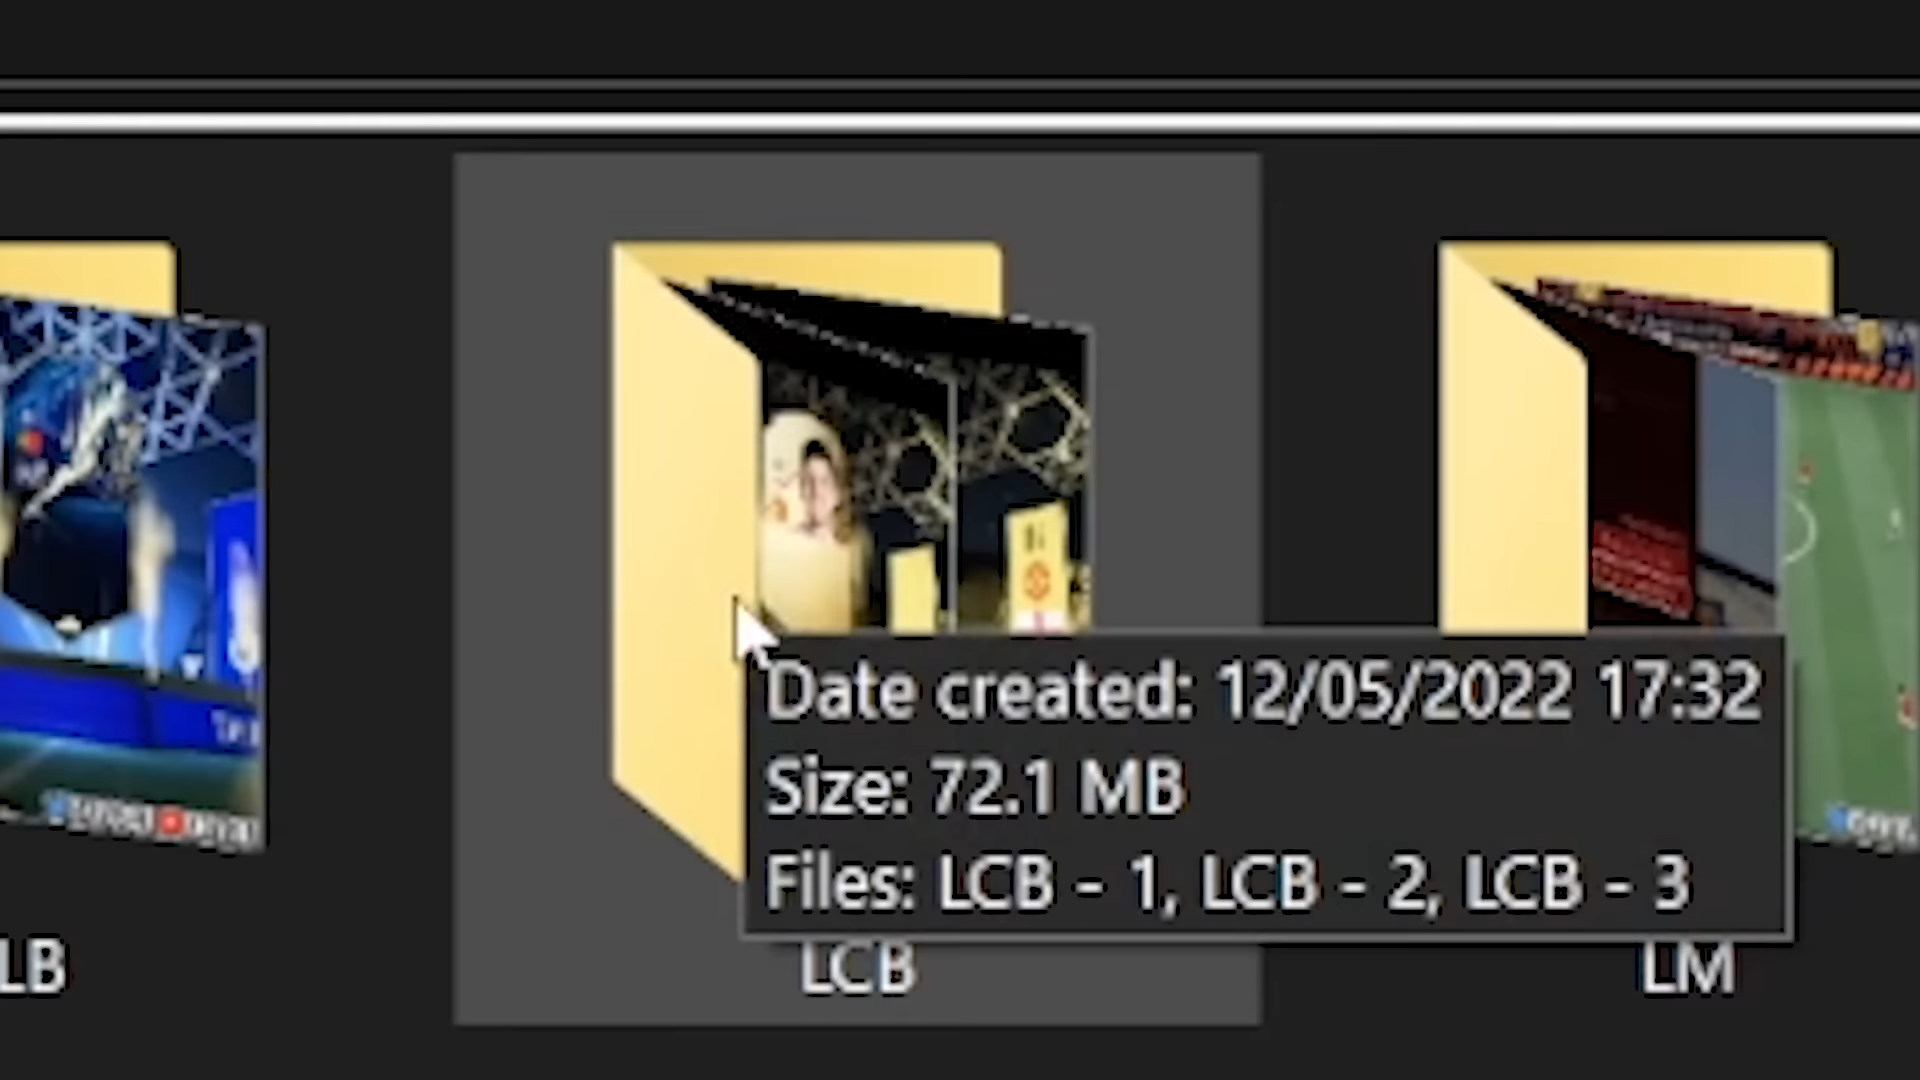 Date created: 12/05/2022 17:32
Size: 72.1 MB
Files: LCB - 1, LCB - 2, LCB - 3
LB
LCB
LM